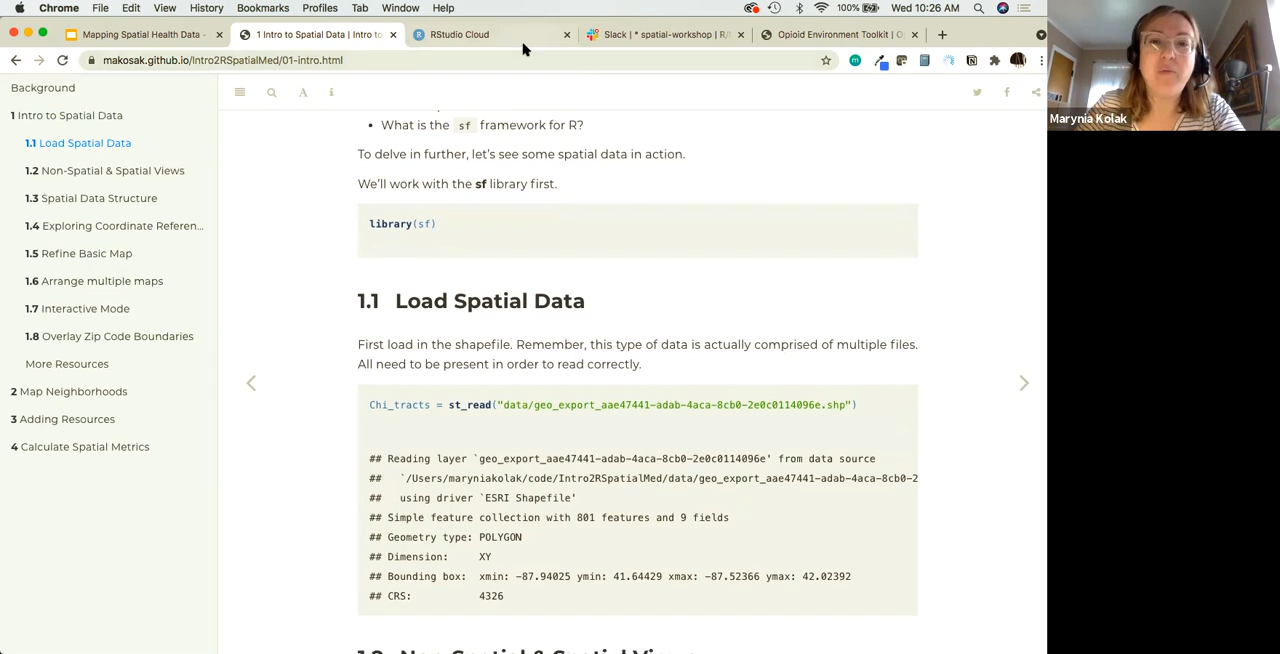 Chrome File Edit View History Bookmarks Profiles Tab Window Help 100% Wed 10:26 AM
Mapping Spatial Health Data - 1 Intro to Spatial Data | Intro to RStudio Cloud Slack | * spatial-workshop | R/ Opioid Environment Toolkit | O
makosak.github.io/Intro2RSpatialMed/01-intro.html
Marynia Kolak
Background
1 Intro to Spatial Data
1.1 Load Spatial Data
1.2 Non-Spatial & Spatial Views
1.3 Spatial Data Structure
1.4 Exploring Coordinate Referen...
1.5 Refine Basic Map
1.6 Arrange multiple maps
1.7 Interactive Mode
1.8 Overlay Zip Code Boundaries
More Resources
2 Map Neighborhoods
3 Adding Resources
4 Calculate Spatial Metrics
• What is the sf framework for R?
To delve in further, let's see some spatial data in action.
We'll work with the sf library first.
library(sf)
1.1 Load Spatial Data
First load in the shapefile. Remember, this type of data is actually comprised of multiple files.
All need to be present in order to read correctly.
Chi_tracts = st_read("data/geo_export_aae47441-adab-4aca-8cb0-2e0c0114096e.shp")
## Reading layer `geo_export_aae47441-adab-4aca-8cb0-2e0c0114096e' from data source
## `/Users/maryniakolak/code/Intro2RSpatialMed/data/geo_export_aae47441-adab-4aca-8cb0-2
## using driver `ESRI Shapefile'
## Simple feature collection with 801 features and 9 fields
## Geometry type: POLYGON
## Dimension: XY
## Bounding box: xmin: -87.94025 ymin: 41.64429 xmax: -87.52366 ymax: 42.02392
## CRS: 4326